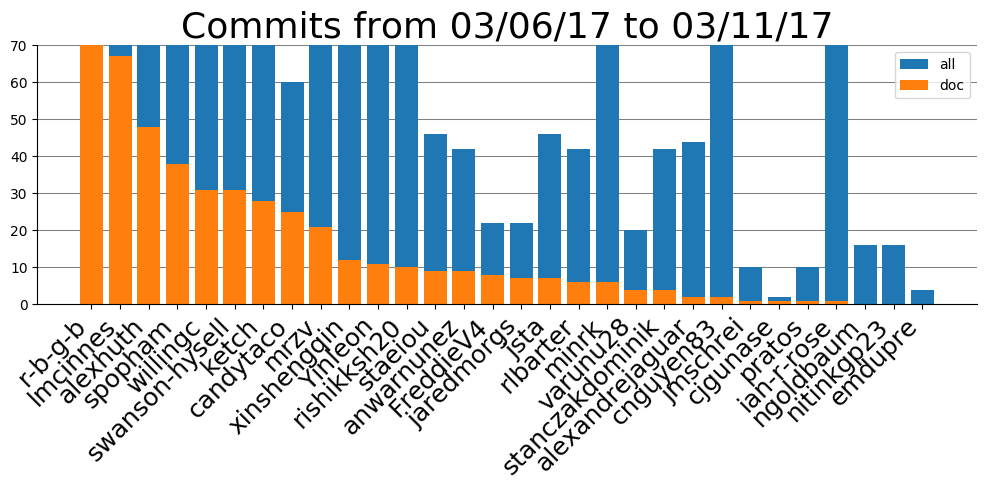 Commits from 03/06/17 to 03/11/17
70
60
50
40
30
20
10
0
all
doc
r-b-g-b
lmcinnes
alexihuth
spopham
willingc
swanson-hysell
ketch
candytaco
mrzv
xinshengqin
Yinleon
rishikksh20
staeiou
anwarnunez
FreddieV4
jaredmorgs
jsta
rlbarter
minrk
varunu28
stanczakdominik
alexandrejaguar
cnguyen83
jmschrei
cjgunase
pratos
ian-r-rose
ngoldbaum
nitinkgp23
emdupre